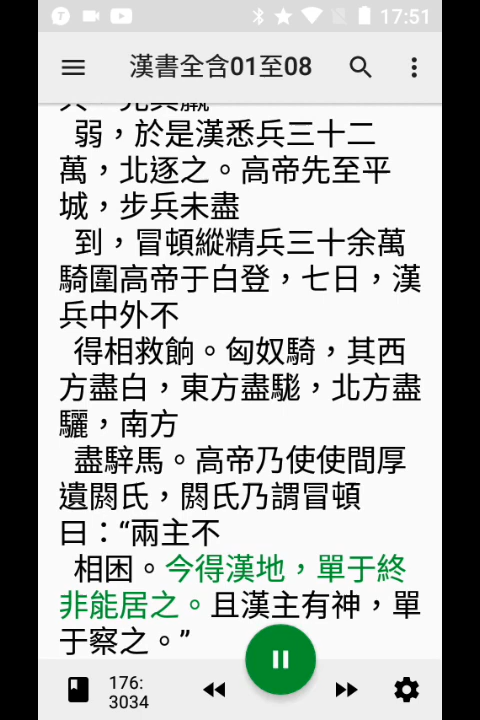 17:51
漢書全含01至08
弱，於是漢悉兵三十二
萬，北逐之。高帝先至平
城，步兵未盡
到，冒頓縱精兵三十余萬
騎圍高帝于白登，七日，漢
兵中外不
得相救餉。匈奴騎，其西
方盡白，東方盡駹，北方盡
驪，南方
盡騂馬。高帝乃使使間厚
遺閼氏，閼氏乃謂冒頓
曰：“兩主不
相困。今得漢地，單于終
非能居之。且漢主有神，單
于察之。”
176:
3034